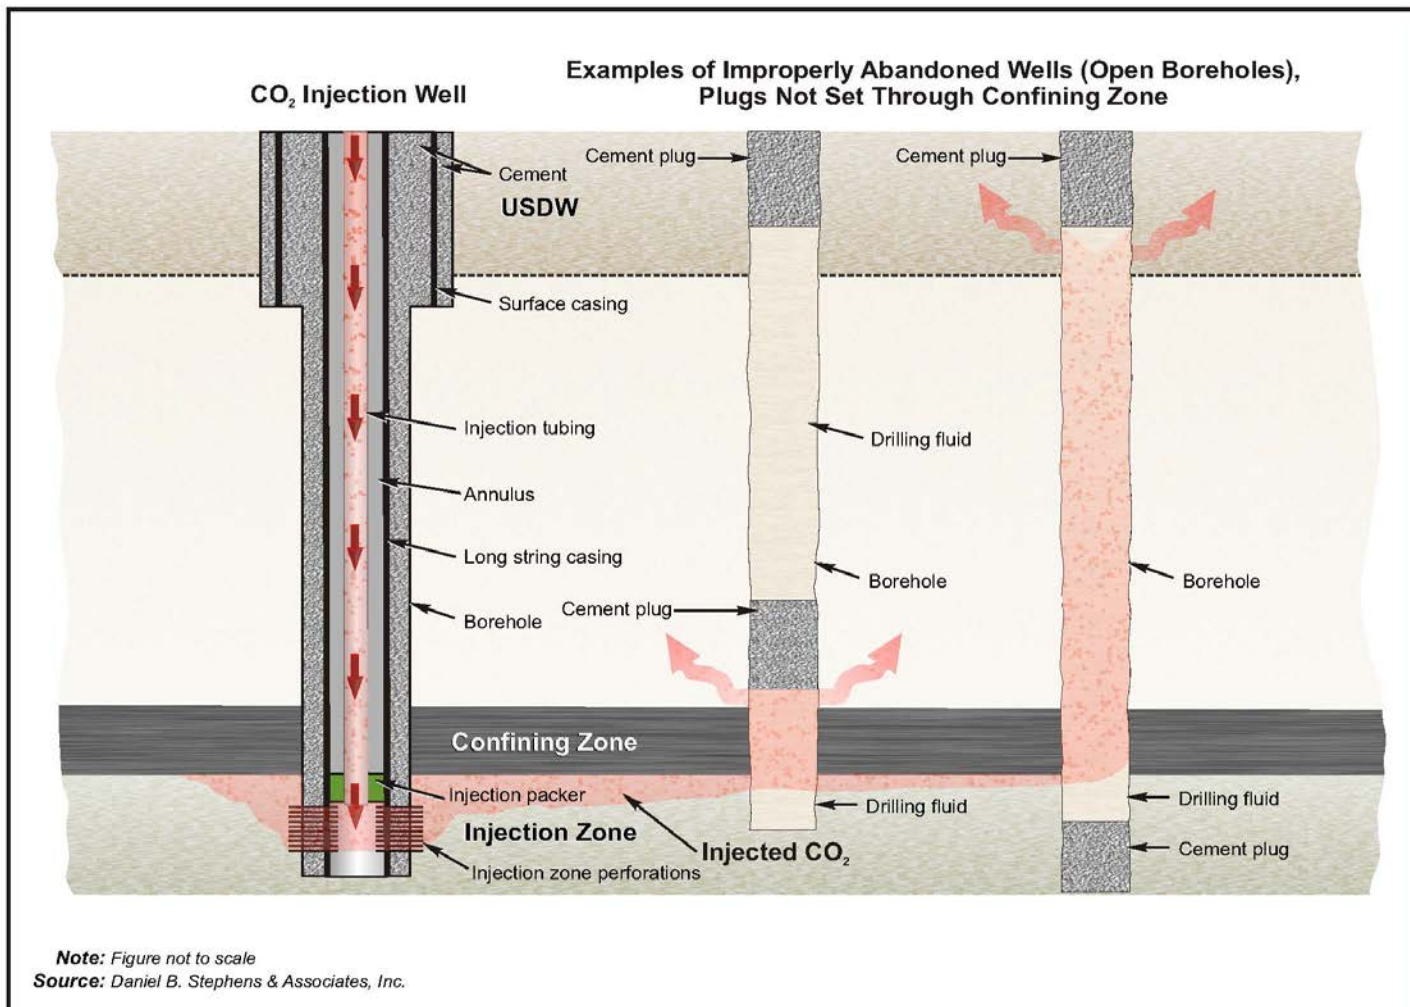 CO₂ Injection Well
Examples of Improperly Abandoned Wells (Open Boreholes),
Plugs Not Set Through Confining Zone
Cement plug
Cement plug
Cement
USDW
Surface casing
Injection tubing
Drilling fluid
Annulus
Long string casing
Borehole
Borehole
Cement plug
Borehole
Confining Zone
Injection packer
Drilling fluid
Drilling fluid
Injection Zone
Injected CO₂
Cement plug
Injection zone perforations
Note: Figure not to scale
Source: Daniel B. Stephens & Associates, Inc.